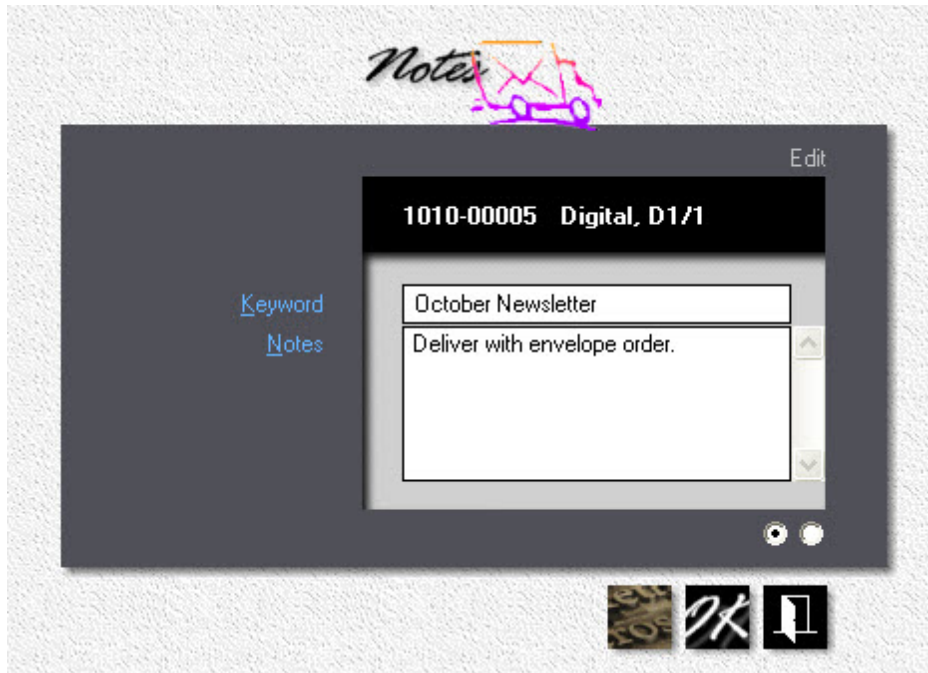 Notes
Edit
1010-00005 Digital, D1/1
Keyword
October Newsletter
Notes
Deliver with envelope order.
OK